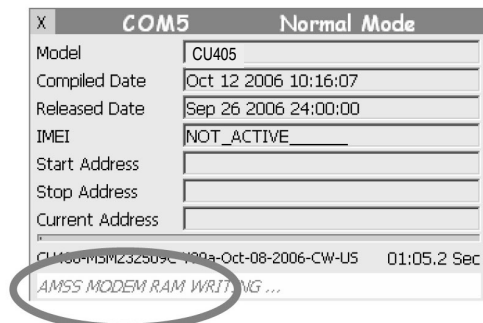 X COM5 Normal Mode
Model CU405
Compiled Date Oct 12 2006 10:16:07
Released Date Sep 26 2006 24:00:00
IMEI NOT_ACTIVE______
Start Address
Stop Address
Current Address
-Oct-08-2006-CW-US 01:05.2 Sec
AMSS MODEM RAM WRITING ...